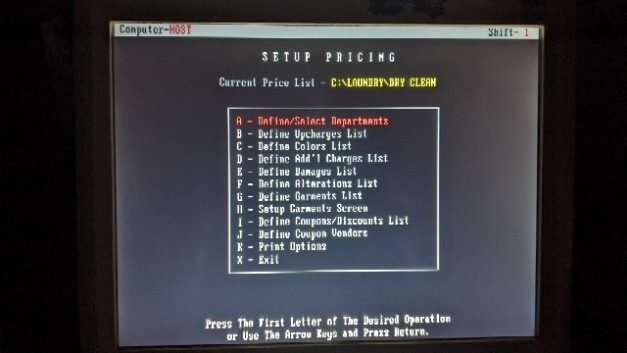 Computer-HOST Shift- 1
SETUP PRICING
Current Price List - C:\LAUNDRY\DRY CLEAN
A - Define/Select Departments
B - Define Upcharges List
C - Define Colors List
D - Define Add'l Charges List
E - Define Damages List
F - Define Alterations List
G - Define Garments List
H - Setup Garments Screen
I - Define Coupons/Discounts List
J - Define Coupon Vendors
K - Print Options
X - Exit
Press The First Letter of The Desired Operation
or Use The Arrow Keys and Press Return.